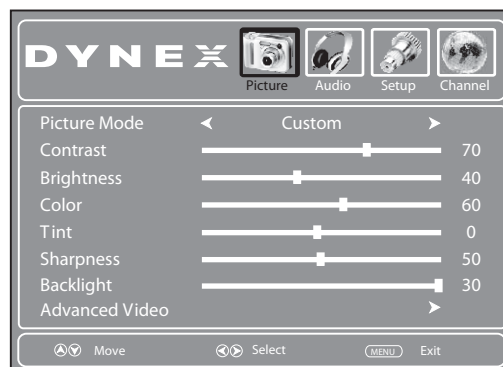 DYNEX
Picture Audio Setup Channel
Picture Mode Custom
Contrast 70
Brightness 40
Color 60
Tint 0
Sharpness 50
Backlight 30
Advanced Video
Move Select MENU Exit